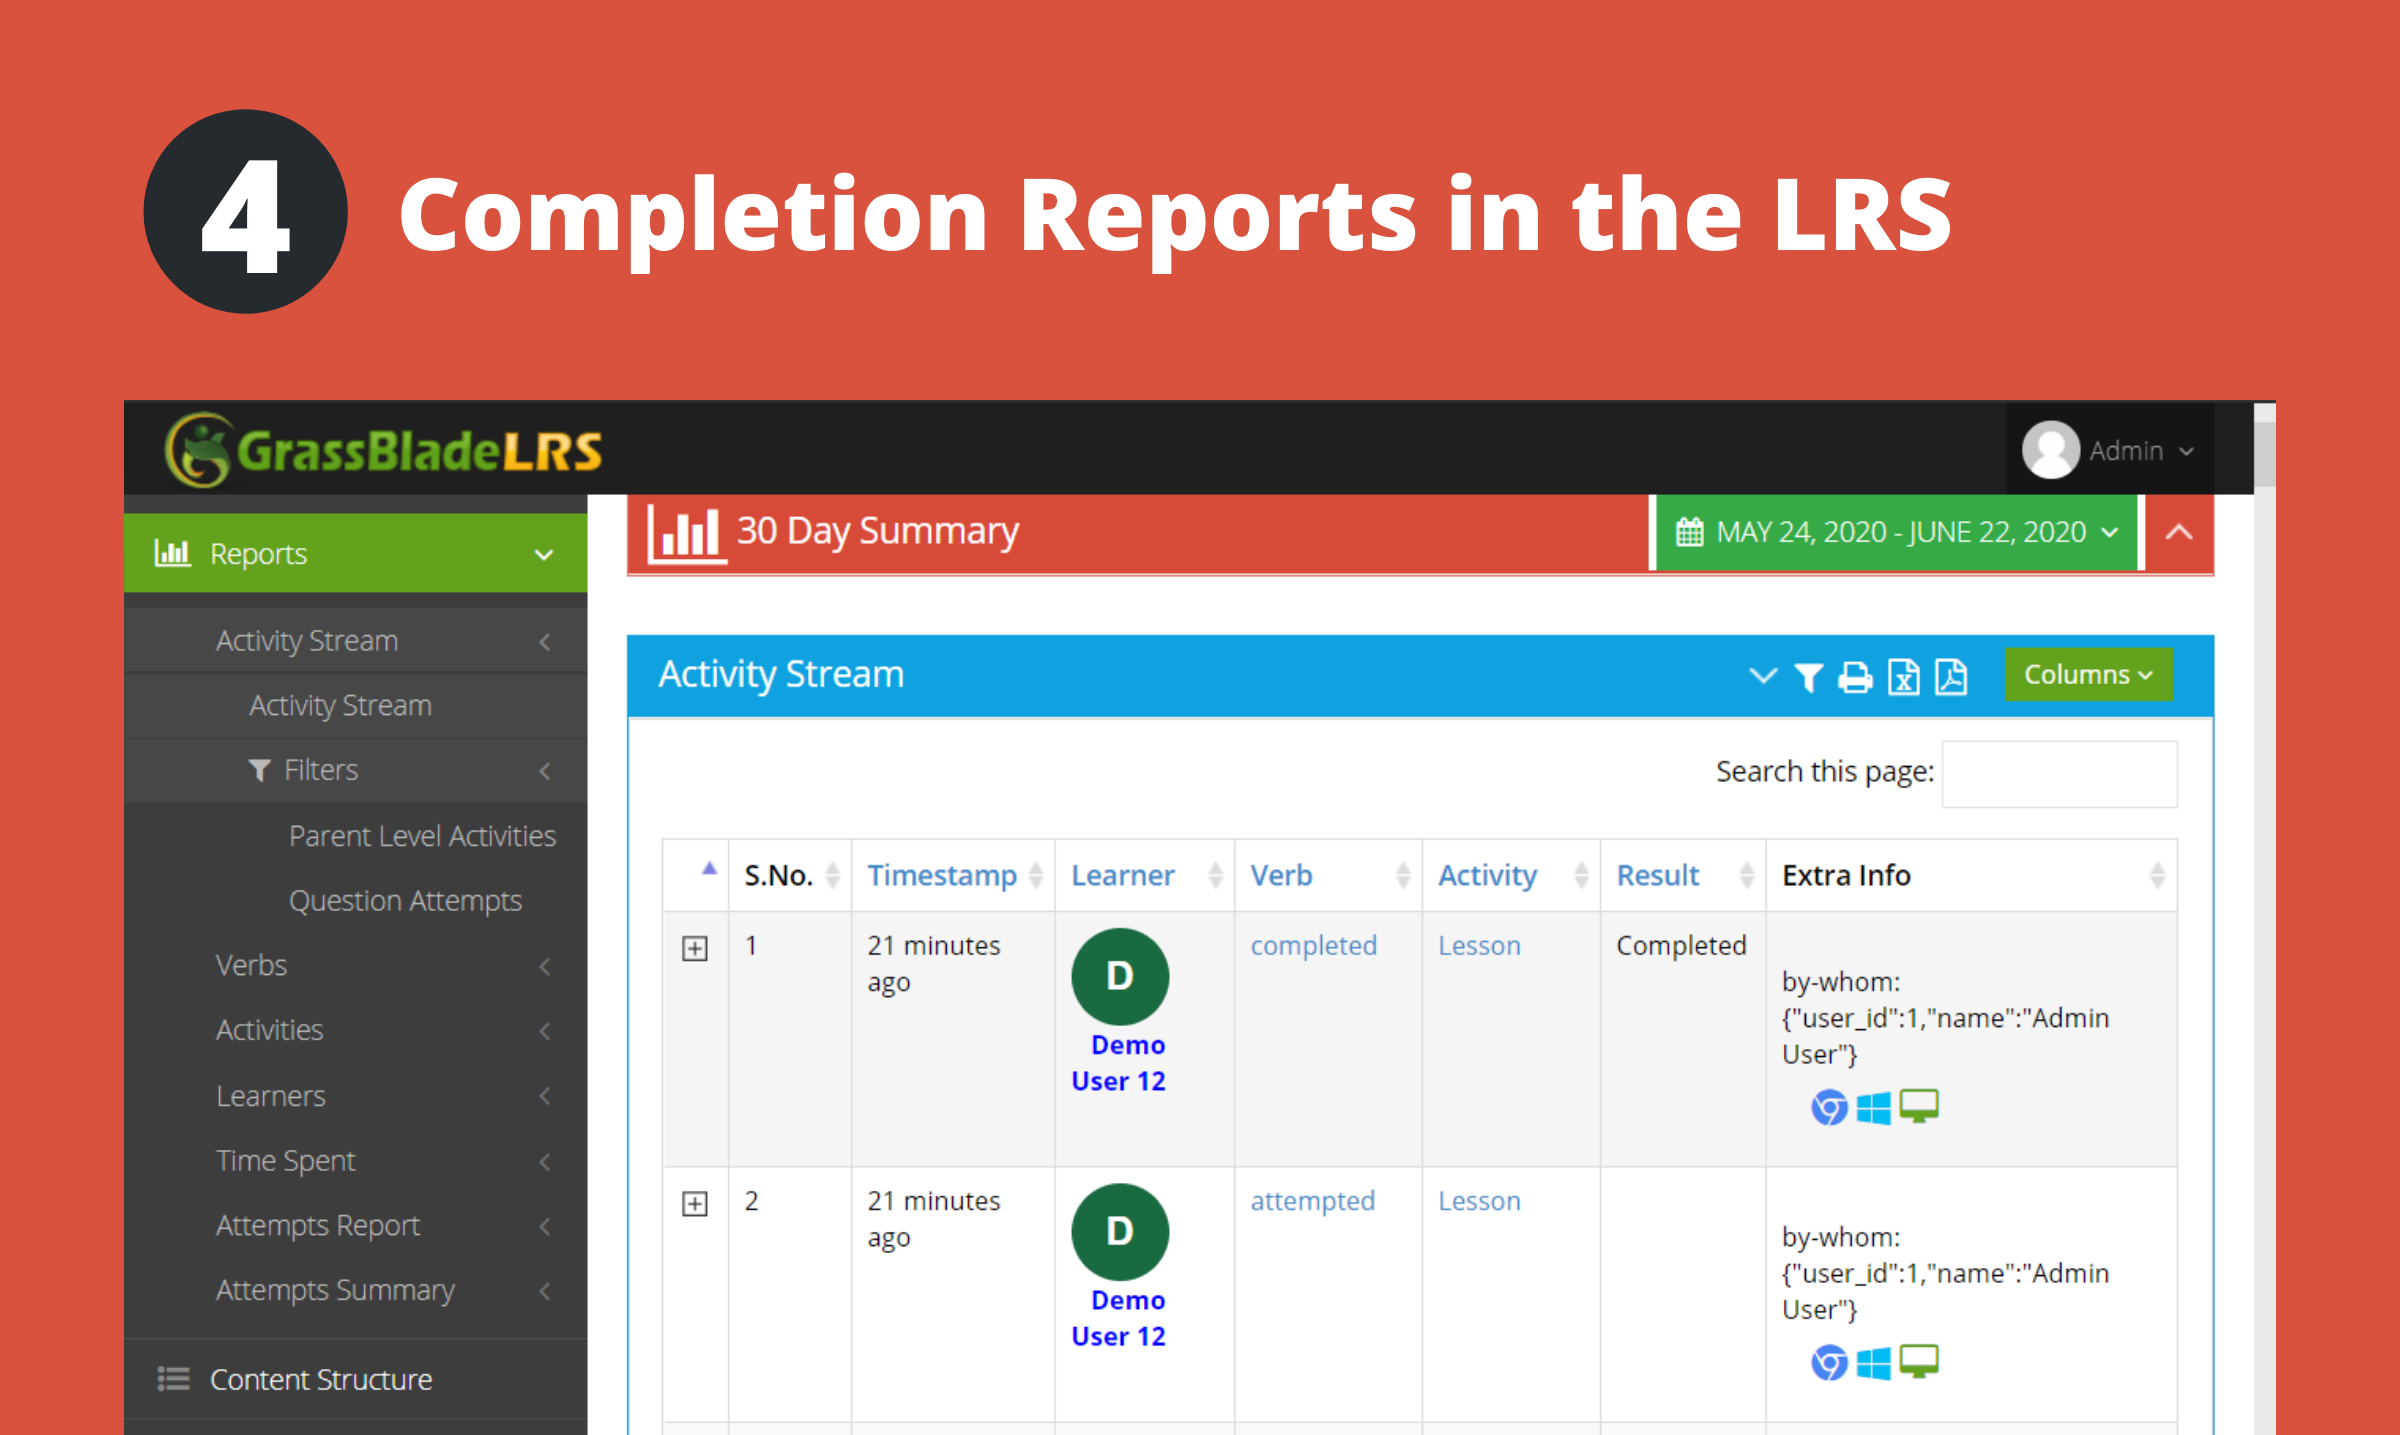 4 Completion Reports in the LRS
GrassBladeLRS
Admin
Reports
30 Day Summary
MAY 24, 2020 - JUNE 22, 2020
Activity Stream
Activity Stream
Filters
Parent Level Activities
Question Attempts
Verbs
Activities
Learners
Time Spent
Attempts Report
Attempts Summary
Content Structure
Activity Stream
Columns
Search this page:
S.No. Timestamp Learner Verb Activity Result Extra Info
1
21 minutes
ago
D
Demo
User 12
completed
Lesson
Completed
by-whom:
{"user_id":1,"name":"Admin
User"}
2
21 minutes
ago
D
Demo
User 12
attempted
Lesson
by-whom:
{"user_id":1,"name":"Admin
User"}